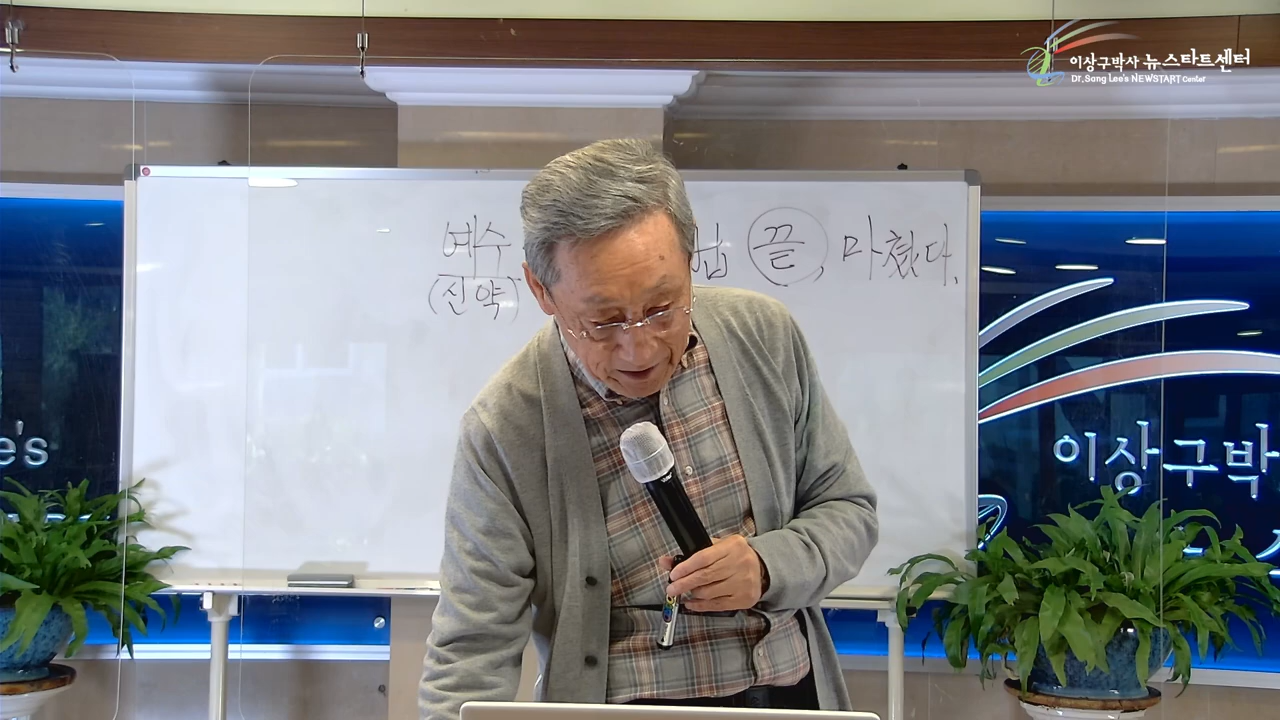 이상구박사 뉴스타트센터
Dr.Sang Lee's NEWSTART Center
예수 법 끝, 마쳤다.
(신약)
e's
이상구박